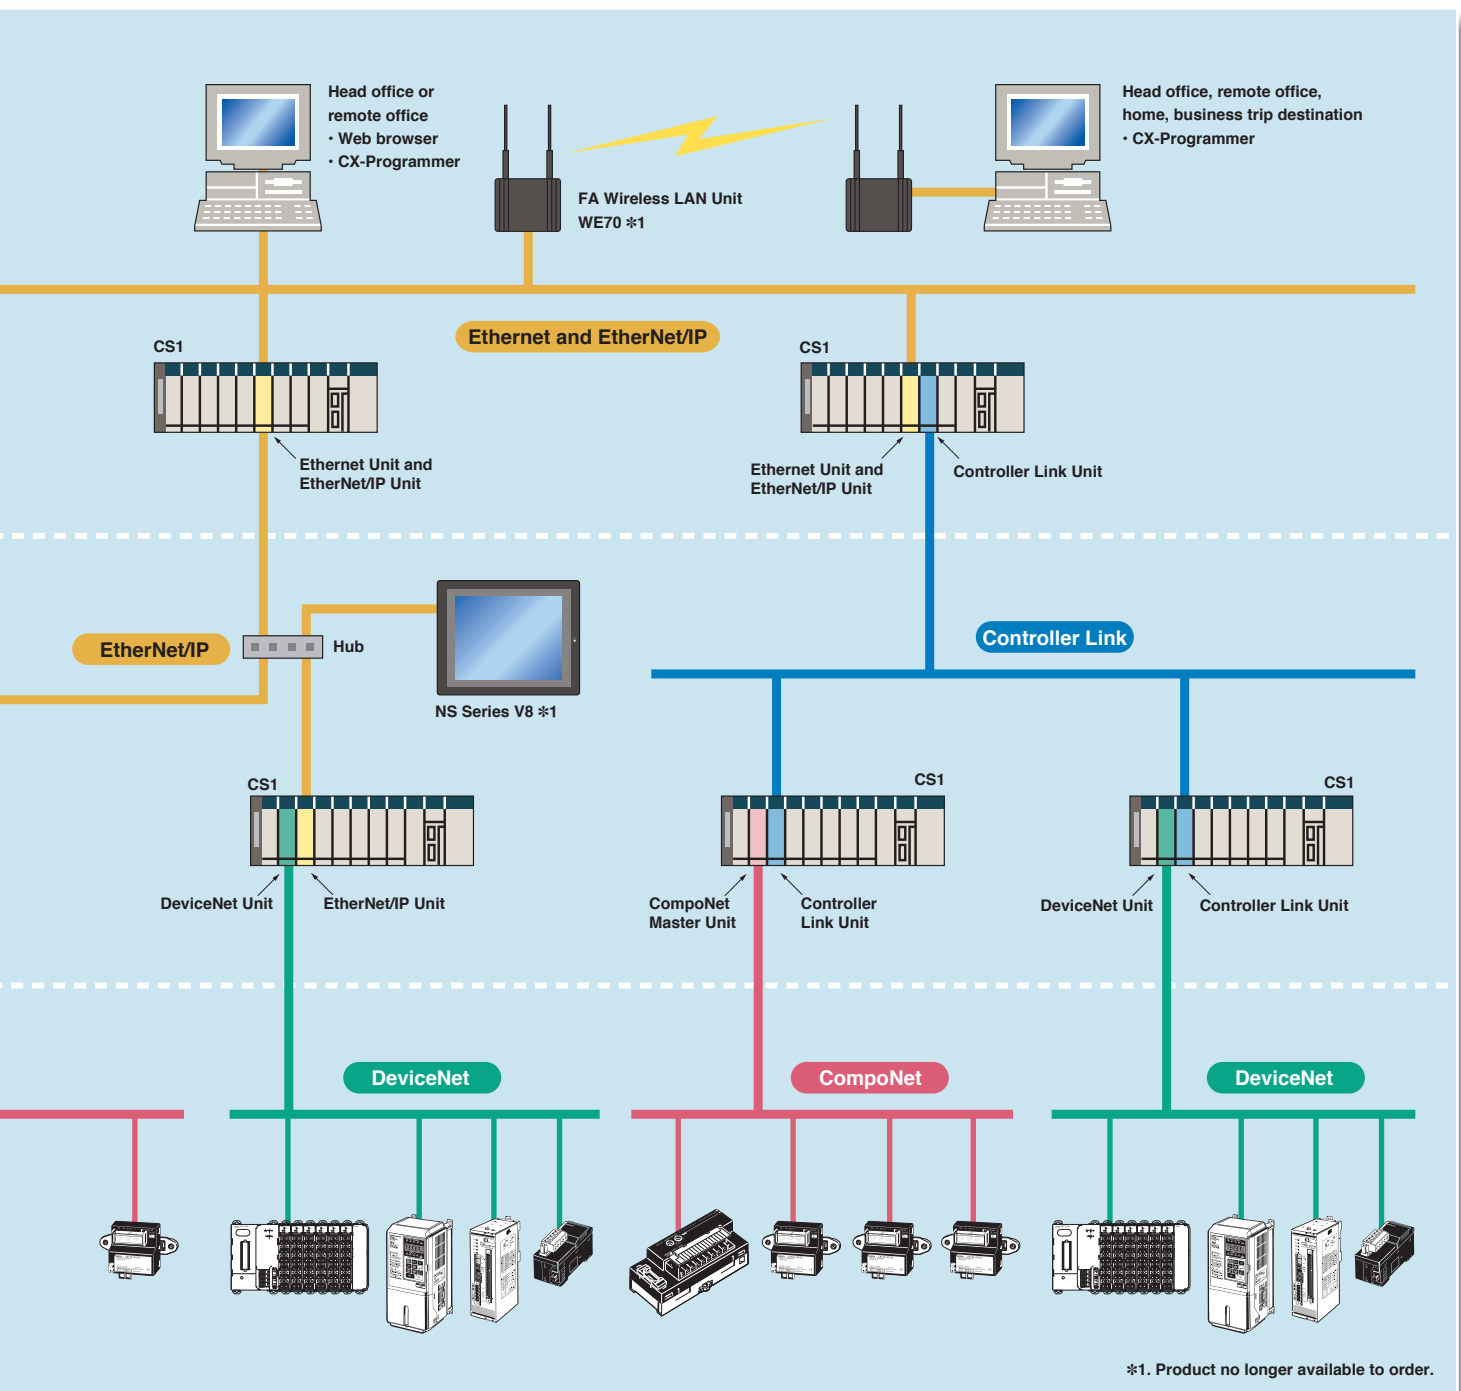 Head office or
remote office
・Web browser
・CX-Programmer
FA Wireless LAN Unit
WE70 ✽1
Head office, remote office,
home, business trip destination
・CX-Programmer
Ethernet and EtherNet/IP
CS1
CS1
Ethernet Unit and
EtherNet/IP Unit
Ethernet Unit and
EtherNet/IP Unit
Controller Link Unit
EtherNet/IP
Hub
NS Series V8 ✽1
Controller Link
CS1
CS1
CS1
DeviceNet Unit
EtherNet/IP Unit
CompoNet
Master Unit
Controller
Link Unit
DeviceNet Unit
Controller Link Unit
DeviceNet
CompoNet
DeviceNet
✽1. Product no longer available to order.